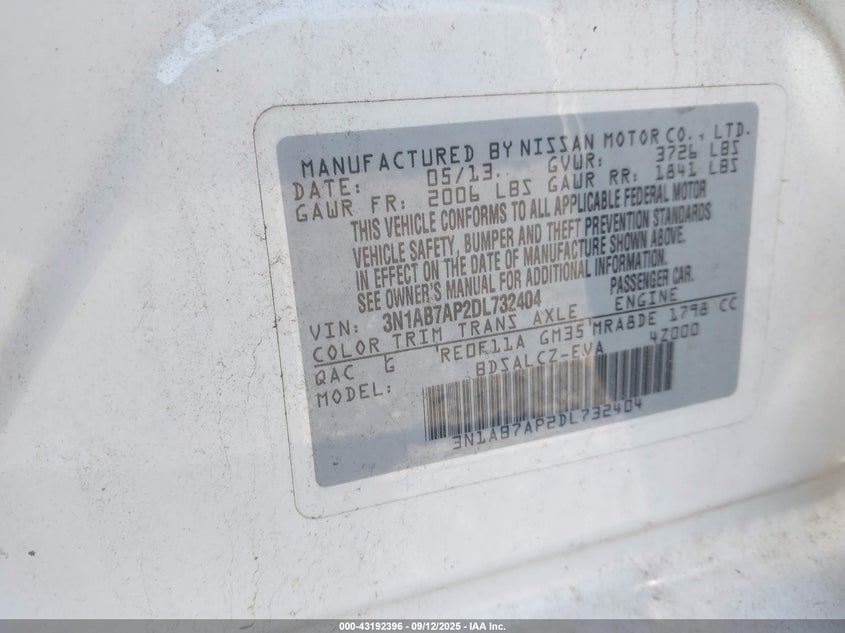 MANUFACTURED BY NISSAN MOTOR CO., LTD.
DATE: 05/13 GVWR: 3726 LBS
GAWR FR: 2006 LBS GAWR RR: 1841 LBS
THIS VEHICLE CONFORMS TO ALL APPLICABLE FEDERAL MOTOR
VEHICLE SAFETY, BUMPER AND THEFT PREVENTION STANDARDS
IN EFFECT ON THE DATE OF MANUFACTURE SHOWN ABOVE.
SEE OWNER'S MANUAL FOR ADDITIONAL INFORMATION.
VIN: 3N1AB7AP2DL732404 PASSENGER CAR.
COLOR TRIM TRANS AXLE ENGINE
QAC G RE0F11A GM35 MRA8DE 1798 CC
MODEL: BDSALCZ-EVA 4Z000
3N1AB7AP2DL732404
000-43192396 - 09/12/2025 - IAA Inc.